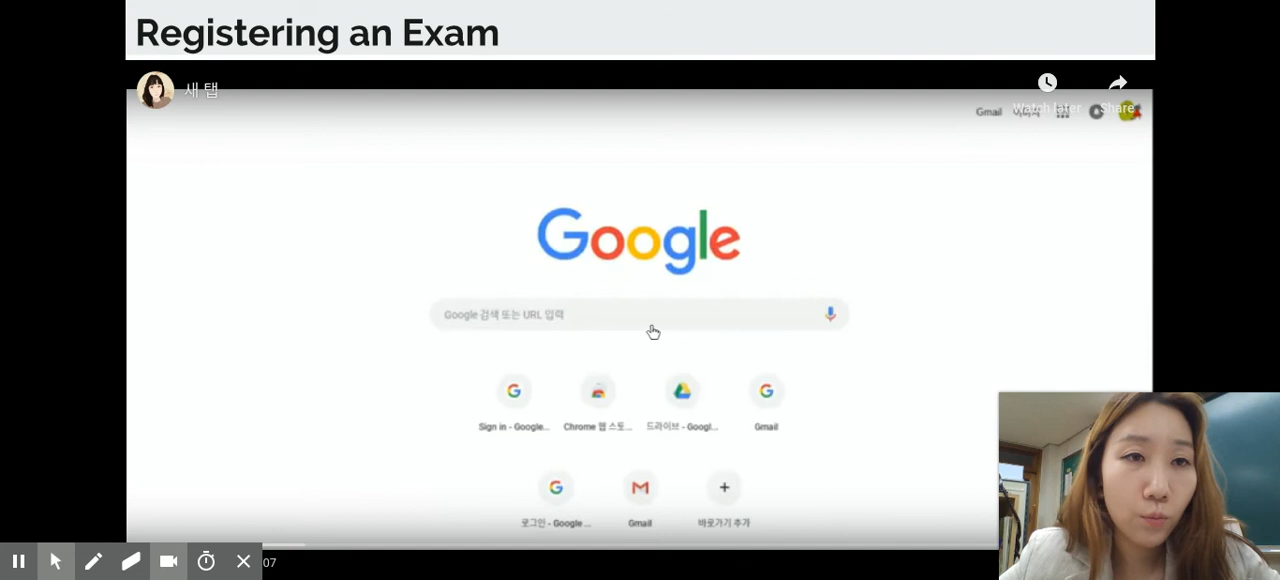 Registering an Exam
새 탭
Watch later
Share
Gmail
Google
Google 검색 또는 URL 입력
Sign in - Google...
Chrome 웹 스토...
드라이브 - Googl...
Gmail
로그인 - Google ...
Gmail
바로가기 추가
07